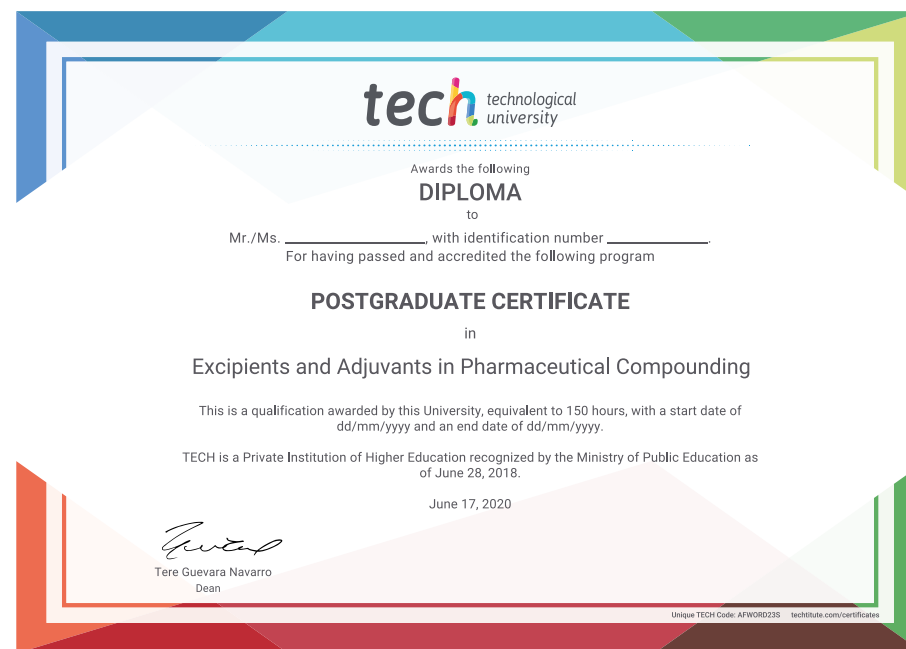 tech technological
university
Awards the following
DIPLOMA
to
Mr./Ms. ____________________, with identification number ______________.
For having passed and accredited the following program
POSTGRADUATE CERTIFICATE
in
Excipients and Adjuvants in Pharmaceutical Compounding
This is a qualification awarded by this University, equivalent to 150 hours, with a start date of
dd/mm/yyyy and an end date of dd/mm/yyyy.
TECH is a Private Institution of Higher Education recognized by the Ministry of Public Education as
of June 28, 2018.
June 17, 2020
Tere Guevara Navarro
Dean
Unique TECH Code: AFWORD23S techtitute.com/certificates